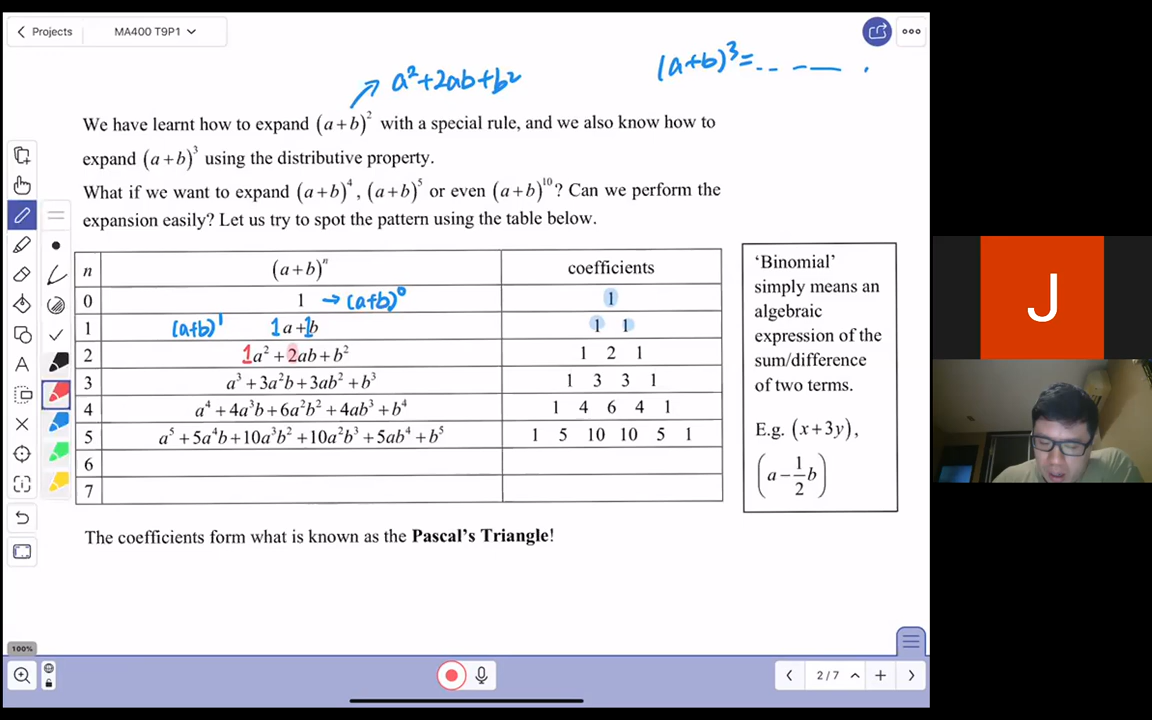 Projects
MA400 T9P1
(a+b)³=
a²+2ab+b²
We have learnt how to expand (a+b)² with a special rule, and we also know how to
expand (a+b)³ using the distributive property.
What if we want to expand (a+b)⁴, (a+b)⁵ or even (a+b)¹⁰? Can we perform the
expansion easily? Let us try to spot the pattern using the table below.
n (a+b)ⁿ coefficients
0 1 →(a+b)⁰ 1
1 (a+b)¹ 1a+1b 1 1
2 1a²+2ab+b² 1 2 1
3 a³+3a²b+3ab²+b³ 1 3 3 1
4 a⁴+4a³b+6a²b²+4ab³+b⁴ 1 4 6 4 1
5 a⁵+5a⁴b+10a³b²+10a²b³+5ab⁴+b⁵ 1 5 10 10 5 1
6
7
'Binomial'
simply means an
algebraic
expression of the
sum/difference
of two terms.
E.g. (x+3y),
(a−1/2b)
The coefficients form what is known as the Pascal's Triangle!
J
100%
2/7